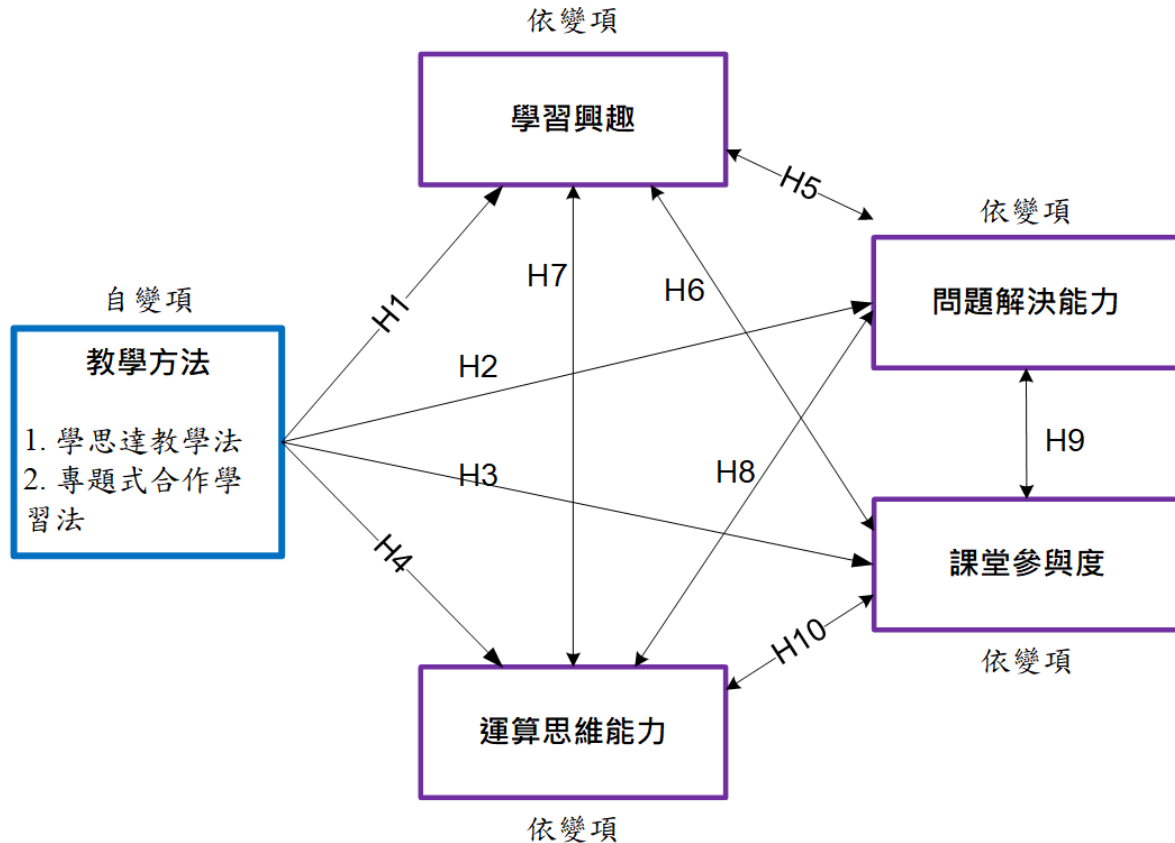 依變項
學習興趣
H5
依變項
自變項
H7
H6
問題解決能力
H1
教學方法
H2
1. 學思達教學法
2. 專題式合作學
習法
H3
H8
H9
H4
課堂參與度
H10
依變項
運算思維能力
依變項